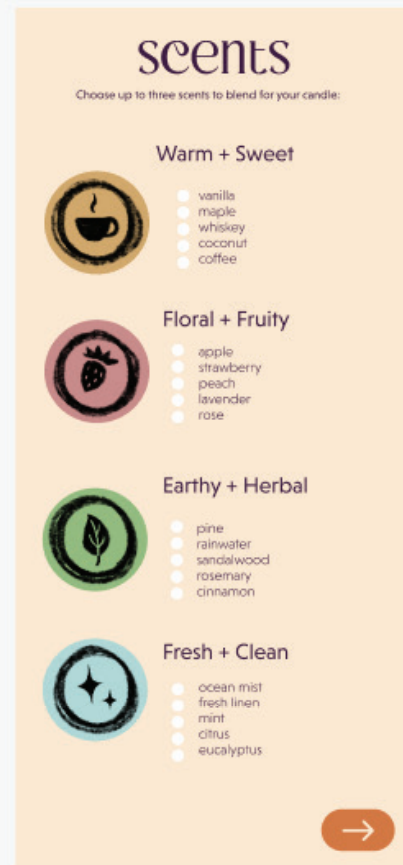 scents
Choose up to three scents to blend for your candle:
Warm + Sweet
vanilla
maple
whiskey
coconut
coffee
Floral + Fruity
apple
strawberry
peach
lavender
rose
Earthy + Herbal
pine
rainwater
sandalwood
rosemary
cinnamon
Fresh + Clean
ocean mist
fresh linen
mint
citrus
eucalyptus